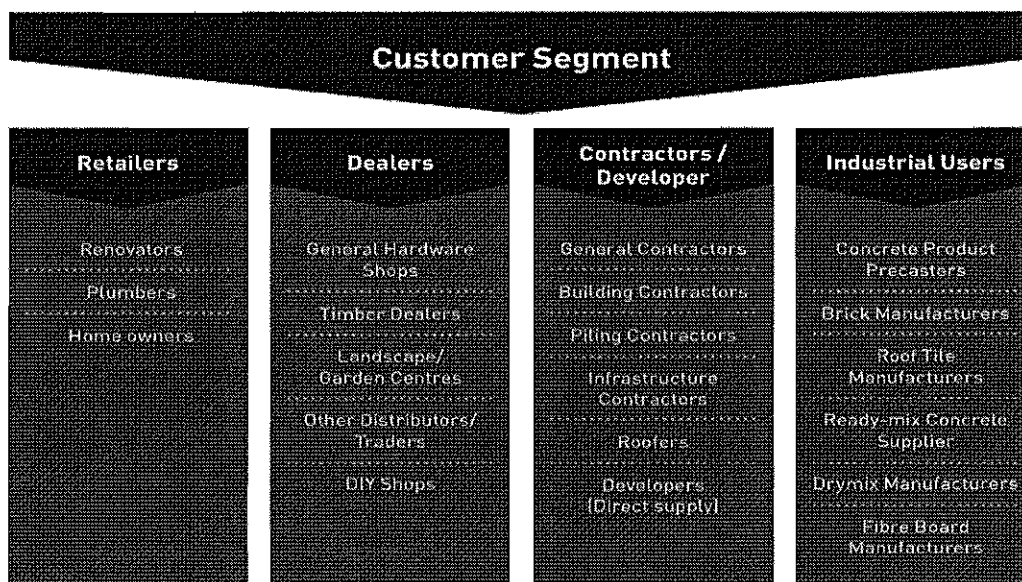 Customer Segment
Retailers
Renovators
Plumbers
Home owners
Dealers
General Hardware
Shops
Timber Dealers
Landscape/
Garden Centres
Other Distributors/
Traders
DIY Shops
Contractors /
Developer
General Contractors
Building Contractors
Piling Contractors
Infrastructure
Contractors
Roofers
Developers
(Direct supply)
Industrial Users
Concrete Product
Precasters
Brick Manufacturers
Roof Tile
Manufacturers
Ready-mix Concrete
Supplier
Drymix Manufacturers
Fibre Board
Manufacturers